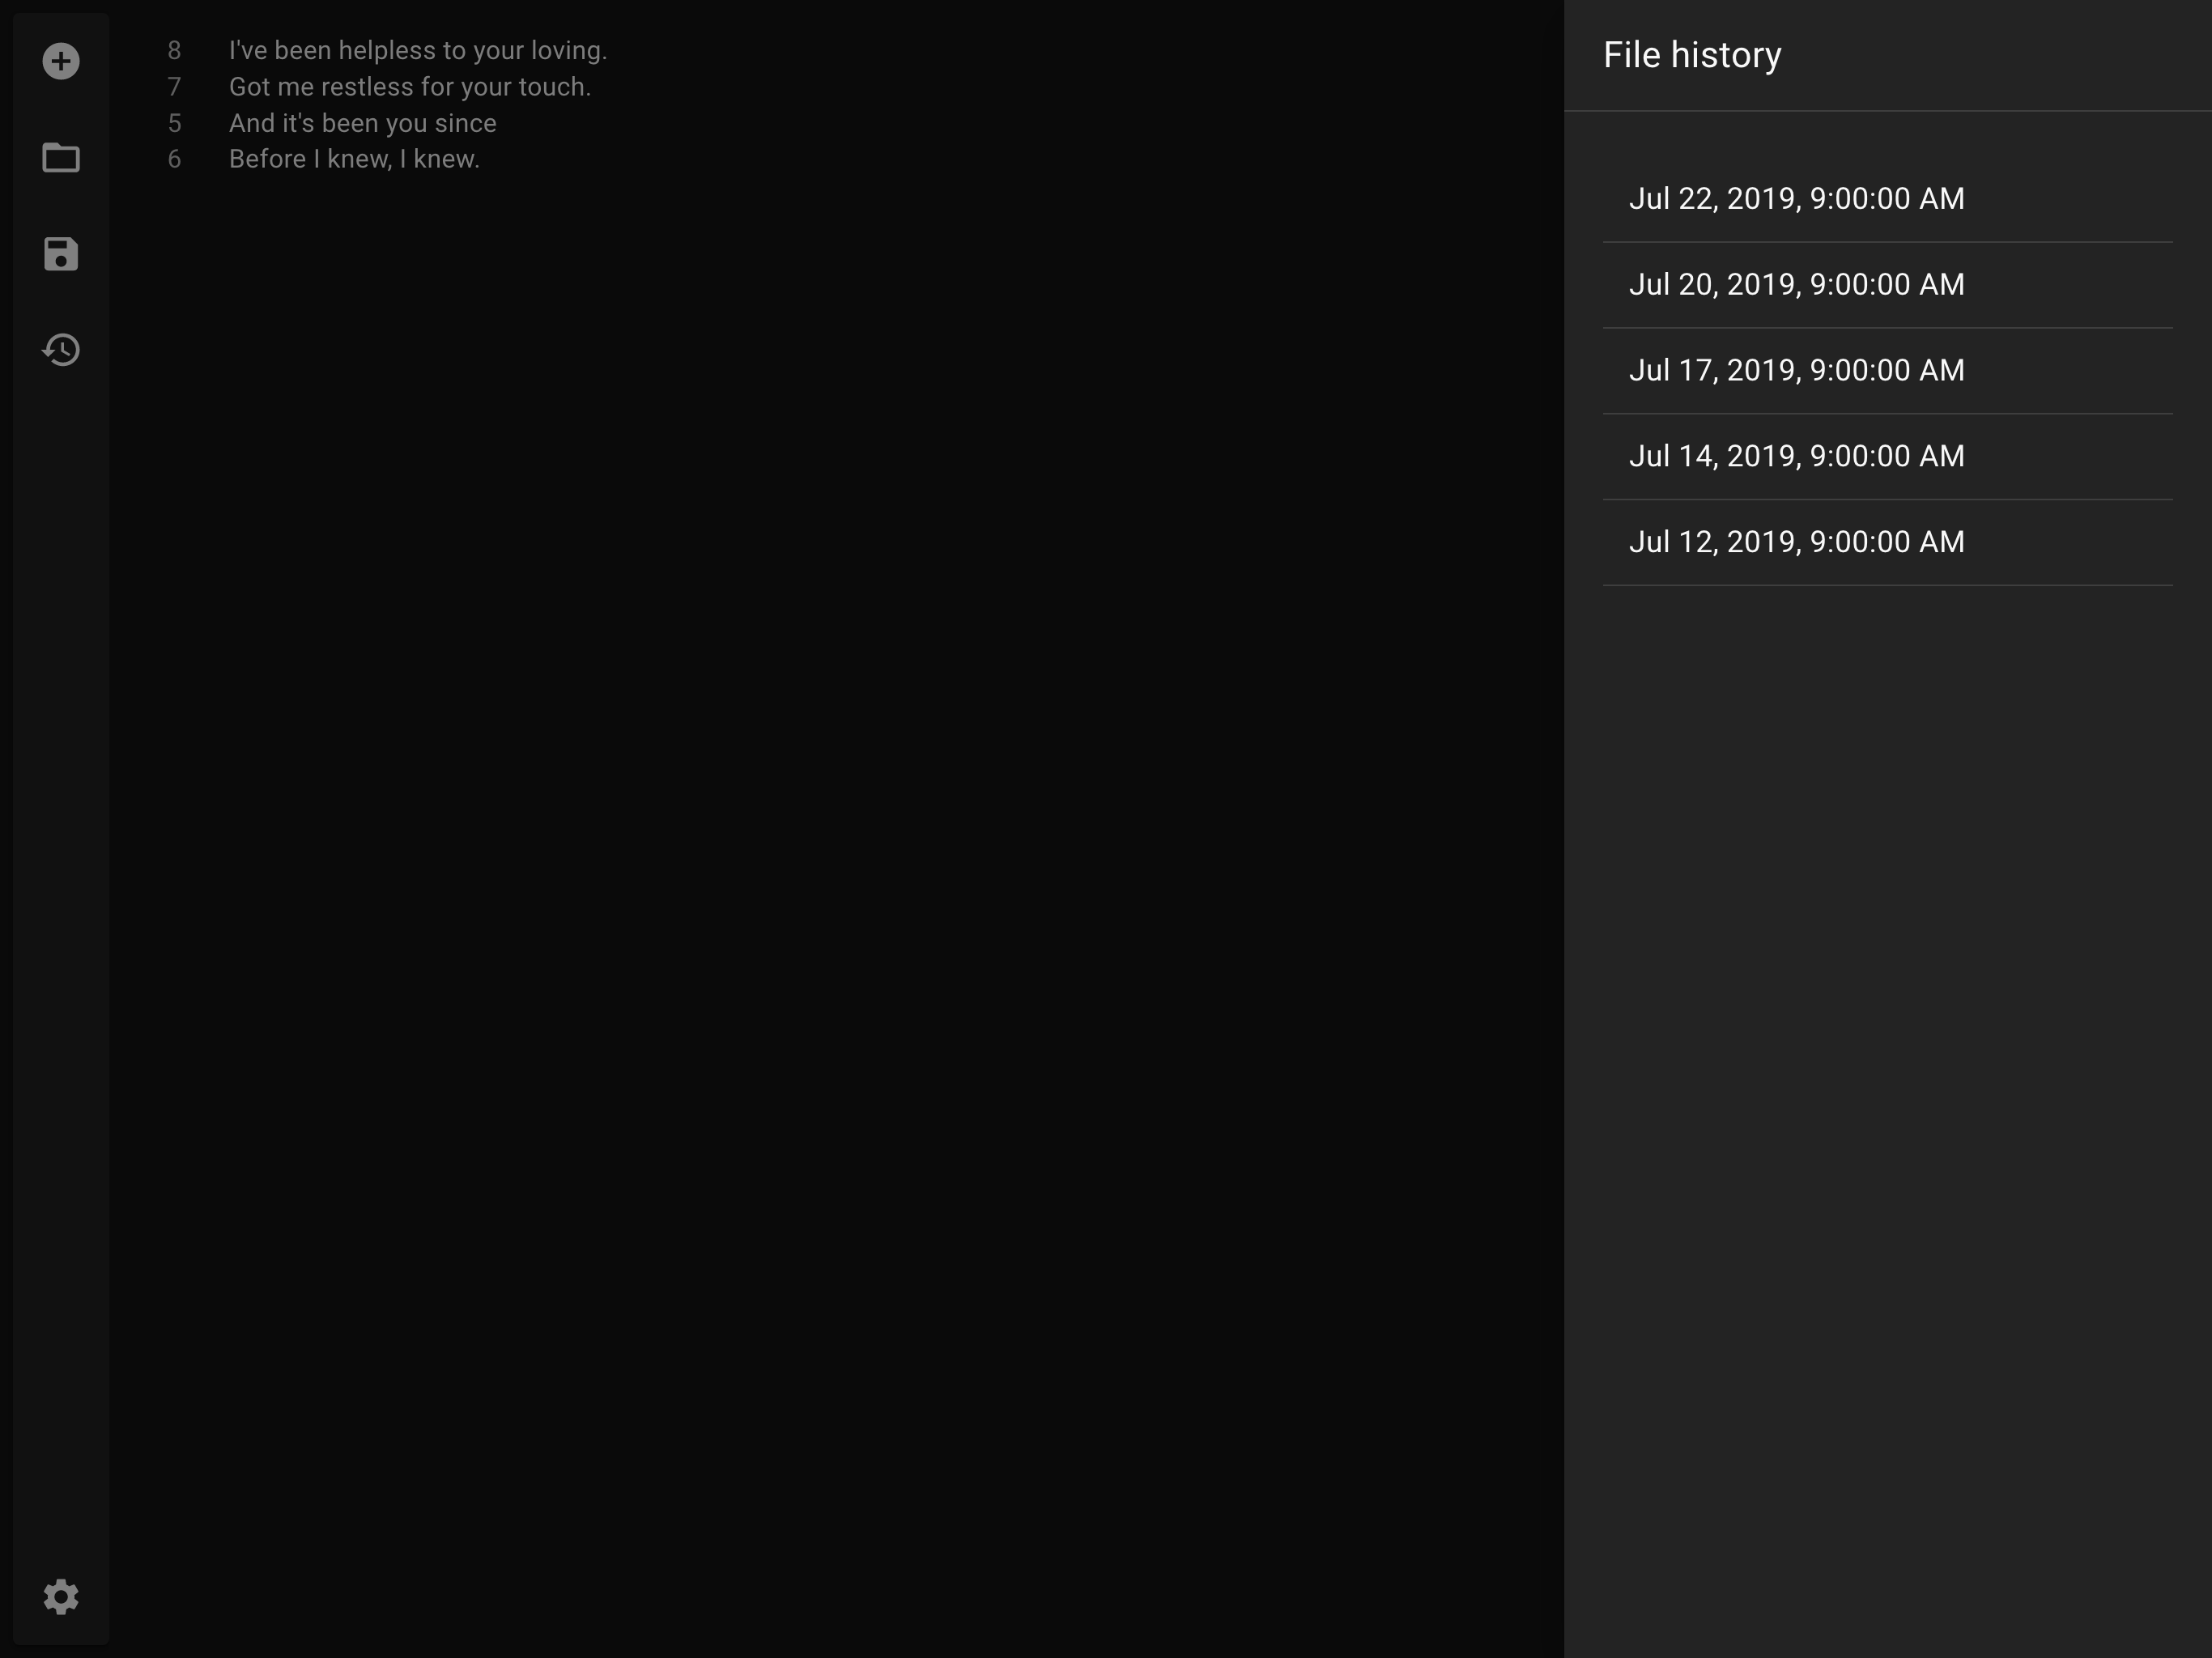 8 I've been helpless to your loving.
7 Got me restless for your touch.
5 And it's been you since
6 Before I knew, I knew.
File history
Jul 22, 2019, 9:00:00 AM
Jul 20, 2019, 9:00:00 AM
Jul 17, 2019, 9:00:00 AM
Jul 14, 2019, 9:00:00 AM
Jul 12, 2019, 9:00:00 AM